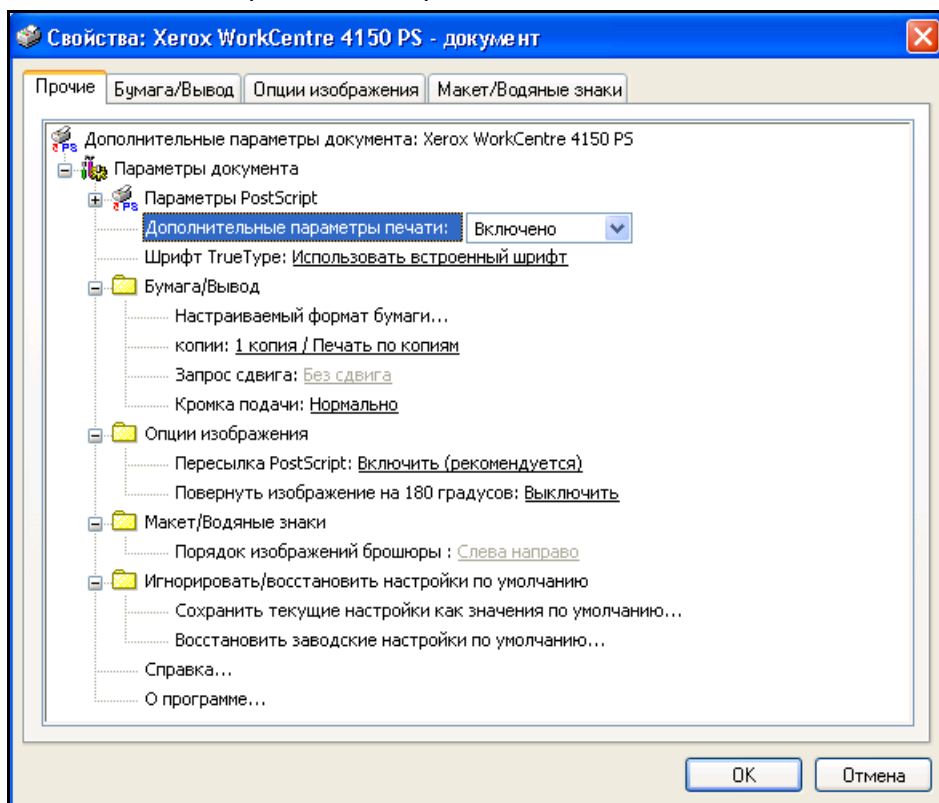 Свойства: Xerox WorkCentre 4150 PS - документ
Прочие Бумага/Вывод Опции изображения Макет/Водяные знаки
Дополнительные параметры документа: Xerox WorkCentre 4150 PS
Параметры документа
Параметры PostScript
Дополнительные параметры печати: Включено
Шрифт TrueType: Использовать встроенный шрифт
Бумага/Вывод
Настраиваемый формат бумаги...
копии: 1 копия / Печать по копиям
Запрос сдвига: Без сдвига
Кромка подачи: Нормально
Опции изображения
Пересылка PostScript: Включить (рекомендуется)
Повернуть изображение на 180 градусов: Выключить
Макет/Водяные знаки
Порядок изображений брошюры : Слева направо
Игнорировать/восстановить настройки по умолчанию
Сохранить текущие настройки как значения по умолчанию...
Восстановить заводские настройки по умолчанию...
Справка...
О программе...
OK Отмена